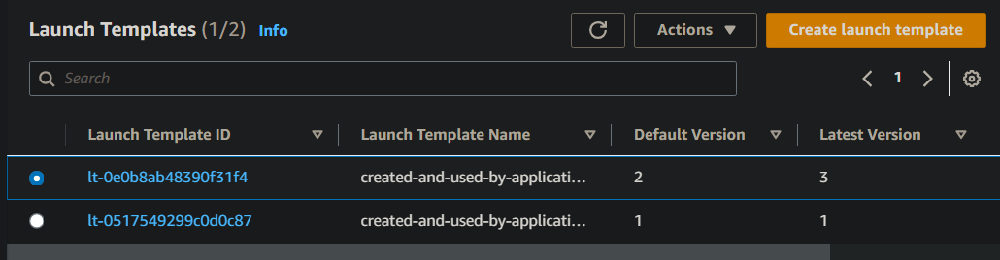 Launch Templates (1/2) Info
Actions
Create launch template
Search
1
Launch Template ID Launch Template Name Default Version Latest Version
lt-0e0b8ab48390f31f4 created-and-used-by-applicati... 2 3
lt-0517549299c0d0c87 created-and-used-by-applicati... 1 1